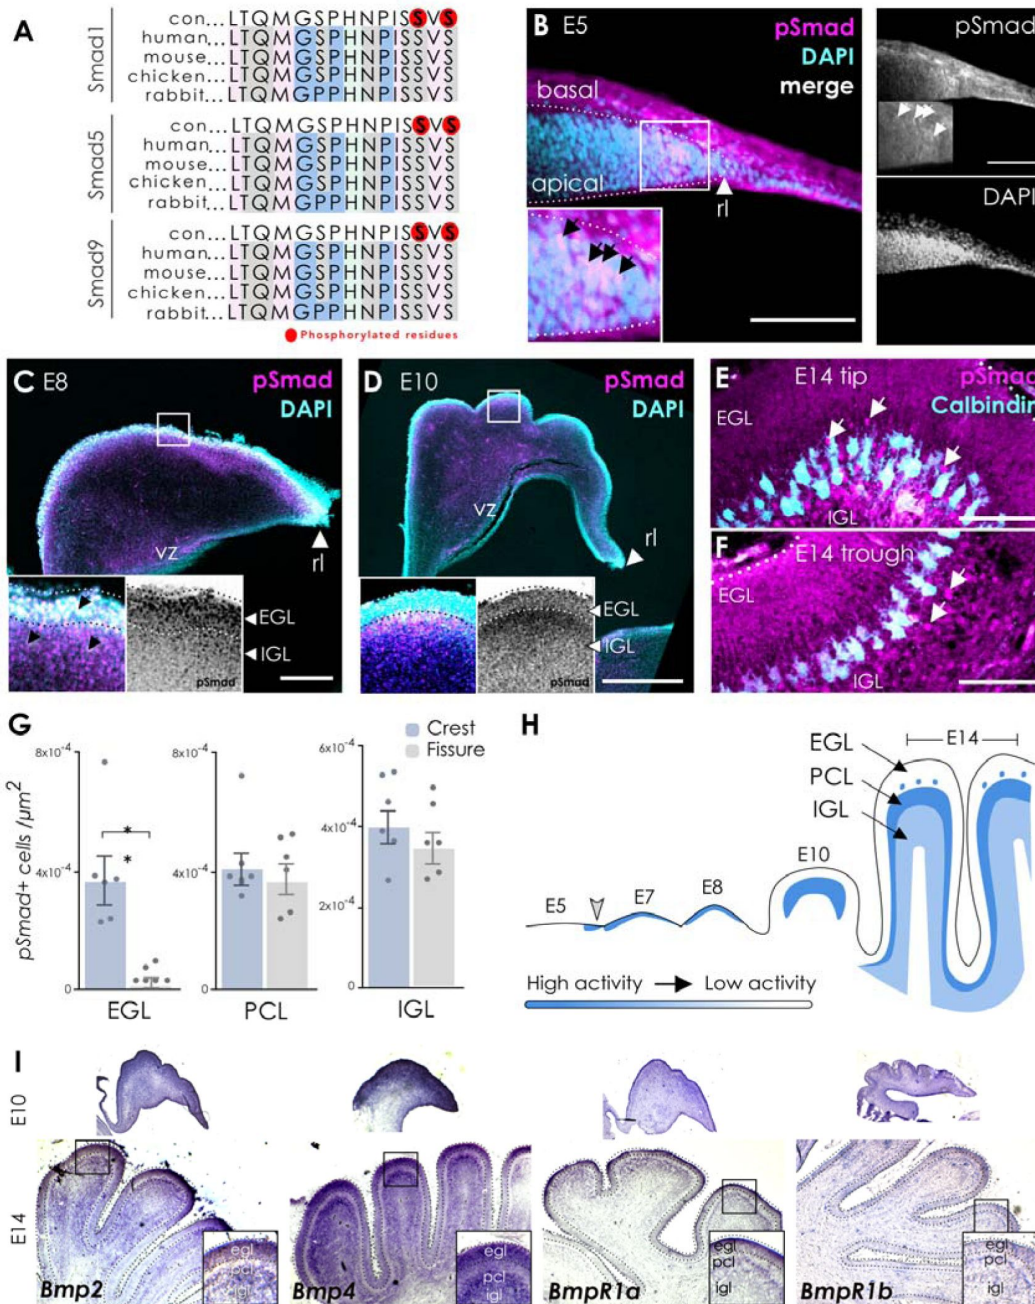 A
Smad1
con... LTQMGSPHNPISSVS
human... LTQMGSPHNPISSVS
mouse... LTQMGSPHNPISSVS
chicken... LTQMGSPHNPISSVS
rabbit... LTQMGPPHNPISSVS
Smad5
con... LTQMGSPHNPISSVS
human... LTQMGSPHNPISSVS
mouse... LTQMGSPHNPISSVS
chicken... LTQMGSPHNPISSVS
rabbit... LTQMGPPHNPISSVS
Smad9
con... LTQMGSPHNPISSVS
human... LTQMGSPHNPISSVS
mouse... LTQMGSPHNPISSVS
chicken... LTQMGSPHNPISSVS
rabbit... LTQMGPPHNPISSVS
Phosphorylated residues
B E5
pSmad
DAPI
merge
basal
apical
rl
pSmad
DAPI
C E8
pSmad
DAPI
vz
rl
EGL
IGL
pSmad
D E10
pSmad
DAPI
vz
rl
EGL
IGL
pSmad
E E14 tip
pSmad
Calbindin
EGL
IGL
F E14 trough
EGL
IGL
G
Crest
Fissure
pSmad+ cells /µm²
8x10⁻⁴
4x10⁻⁴
0
* *
EGL
8x10⁻⁴
4x10⁻⁴
0
PCL
6x10⁻⁴
4x10⁻⁴
2x10⁻⁴
0
IGL
H
EGL
PCL
IGL
E14
E5
E7
E8
E10
High activity
Low activity
I
E10
E14
Bmp2
egl
pcl
igl
Bmp4
egl
pcl
igl
BmpR1a
egl
pcl
igl
BmpR1b
egl
pcl
igl